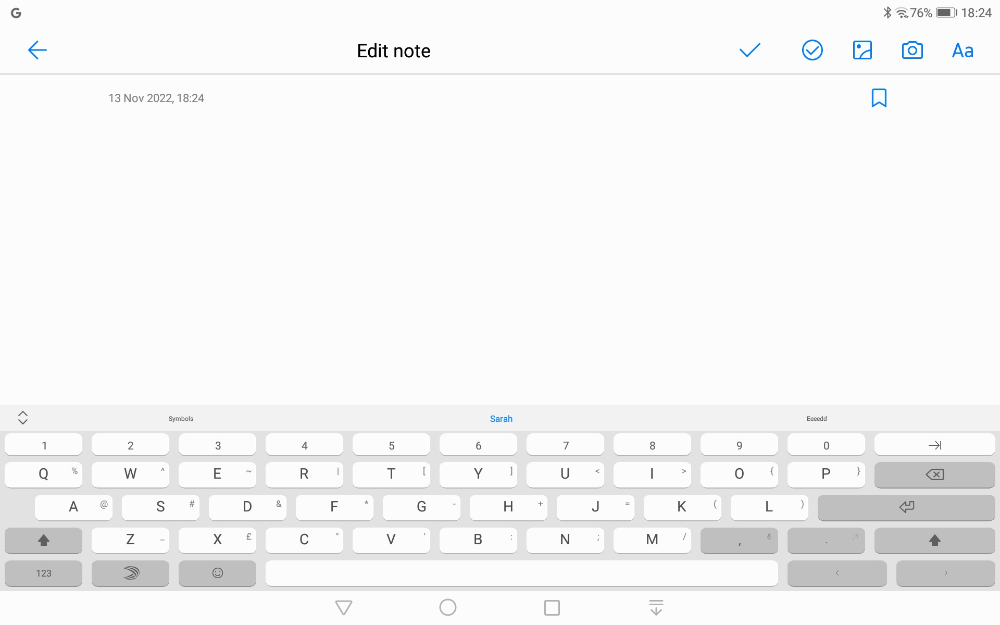 G 76% 18:24
Edit note Aa
13 Nov 2022, 18:24
Symbols Sarah Eeeedd
1 2 3 4 5 6 7 8 9 0
Q % W ^ E ~ R | T [ Y ] U < I > O { P }
A @ S # D & F * G - H + J = K ( L )
Z _ X £ C " V ' B : N ; M / , . ,!?
123 < >